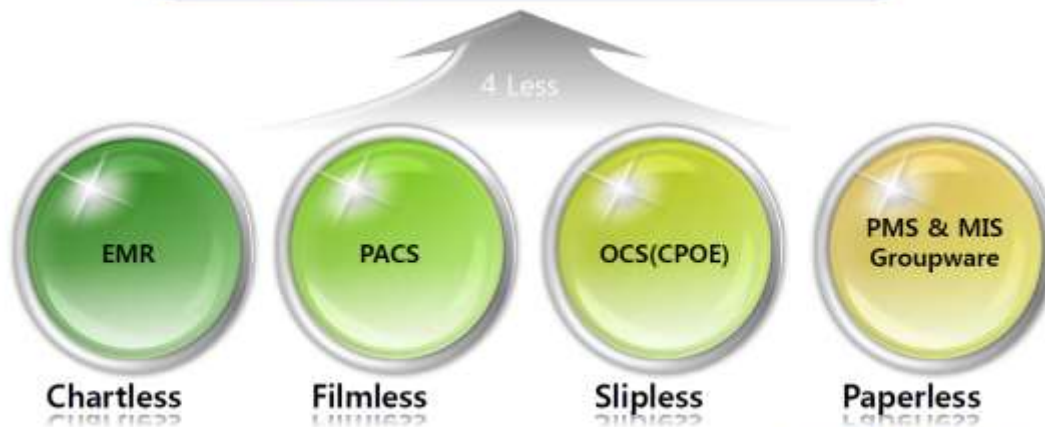 4 Less
EMR
PACS
OCS(CPOE)
PMS & MIS
Groupware
Chartless
Filmless
Slipless
Paperless